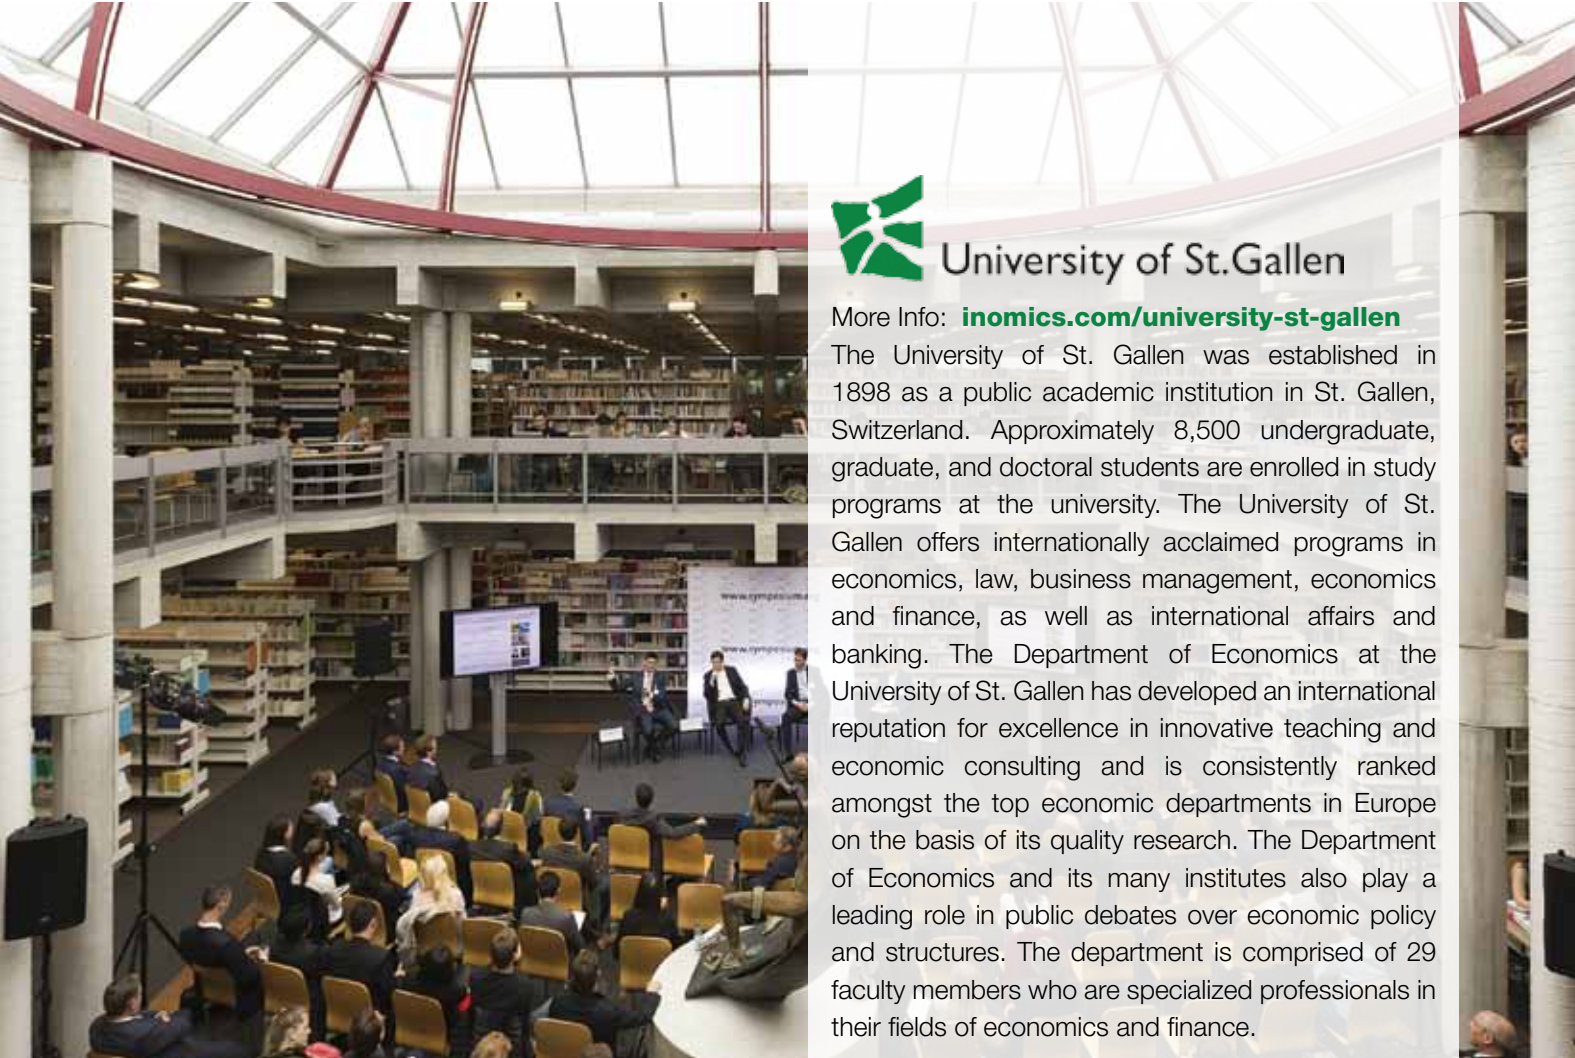 University of St.Gallen
More Info: inomics.com/university-st-gallen
The University of St. Gallen was established in
1898 as a public academic institution in St. Gallen,
Switzerland. Approximately 8,500 undergraduate,
graduate, and doctoral students are enrolled in study
programs at the university. The University of St.
Gallen offers internationally acclaimed programs in
economics, law, business management, economics
and finance, as well as international affairs and
banking. The Department of Economics at the
University of St. Gallen has developed an international
reputation for excellence in innovative teaching and
economic consulting and is consistently ranked
amongst the top economic departments in Europe
on the basis of its quality research. The Department
of Economics and its many institutes also play a
leading role in public debates over economic policy
and structures. The department is comprised of 29
faculty members who are specialized professionals in
their fields of economics and finance.